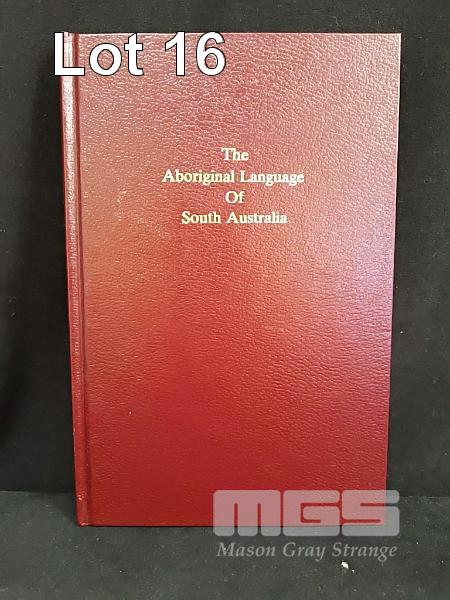 Lot 16
The
Aboriginal Language
Of
South Australia
MGS
Mason Gray Strange